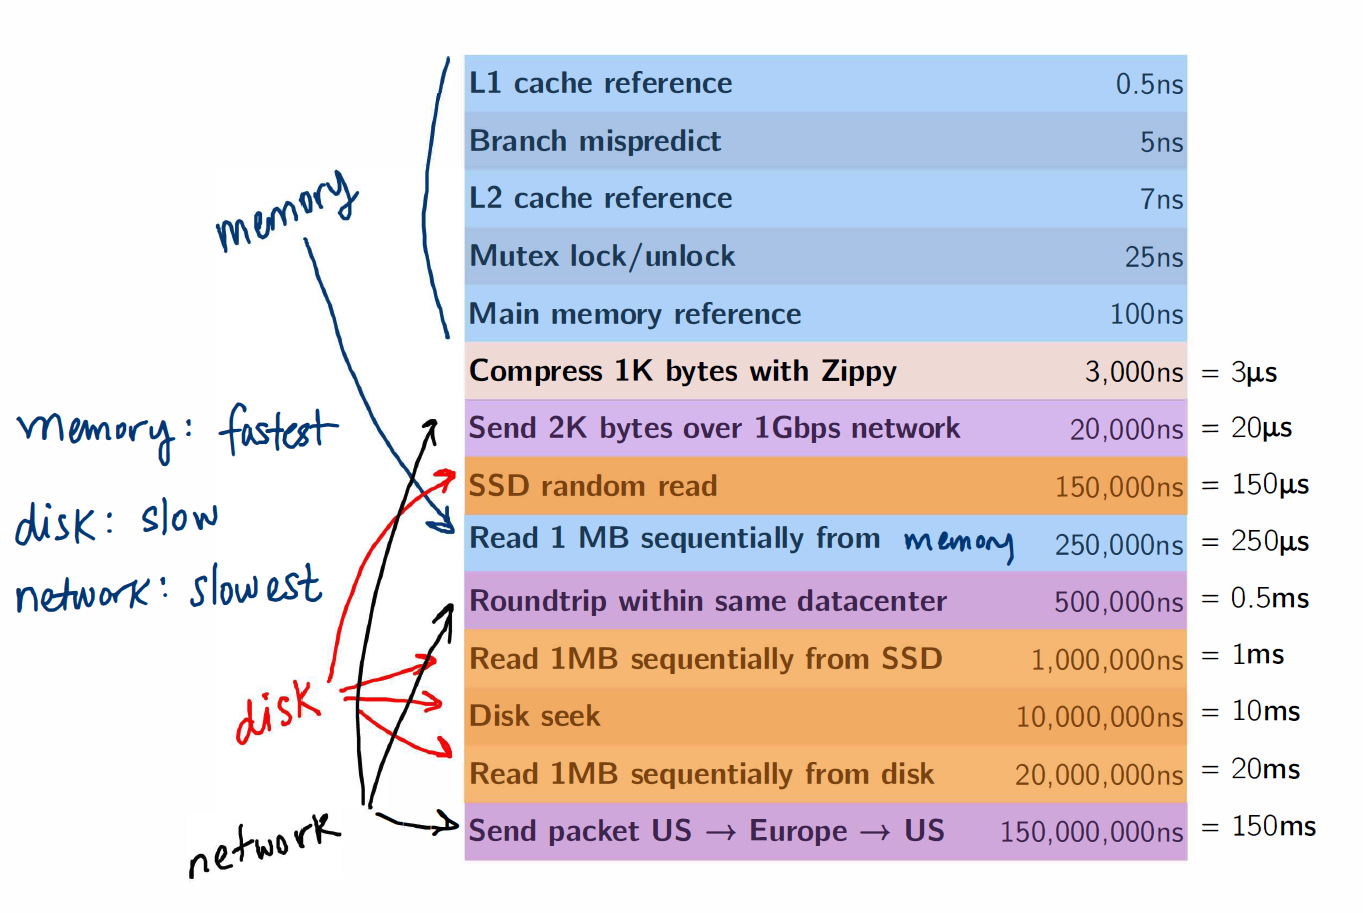 L1 cache reference 0.5ns
Branch mispredict 5ns
L2 cache reference 7ns
Mutex lock/unlock 25ns
Main memory reference 100ns
Compress 1K bytes with Zippy 3,000ns = 3μs
Send 2K bytes over 1Gbps network 20,000ns = 20μs
SSD random read 150,000ns = 150μs
Read 1 MB sequentially from memory 250,000ns = 250μs
Roundtrip within same datacenter 500,000ns = 0.5ms
Read 1MB sequentially from SSD 1,000,000ns = 1ms
Disk seek 10,000,000ns = 10ms
Read 1MB sequentially from disk 20,000,000ns = 20ms
Send packet US → Europe → US 150,000,000ns = 150ms
memory
memory: fastest
disk: slow
network: slowest
disk
network